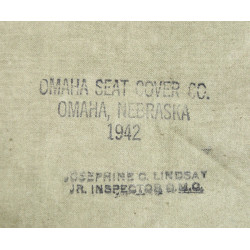 OMAHA SEAT COVER CO.
OMAHA, NEBRASKA
1942
JOSEPHINE C. LINDSAY
JR. INSPECTOR Q.M.C.